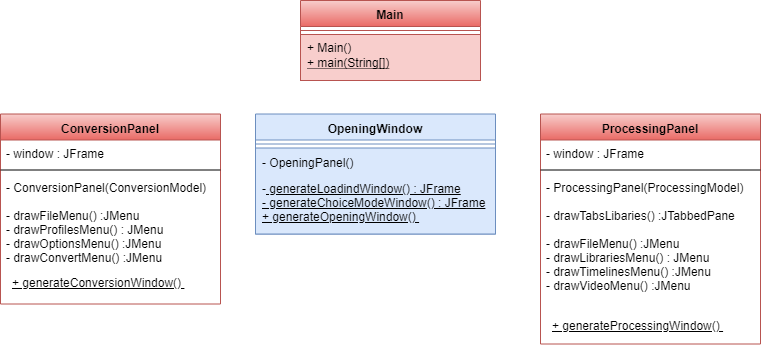 Main
+ Main()
+ main(String[])
ConversionPanel
- window : JFrame
- ConversionPanel(ConversionModel)
- drawFileMenu() :JMenu
- drawProfilesMenu() : JMenu
- drawOptionsMenu() :JMenu
- drawConvertMenu() :JMenu
+ generateConversionWindow()
OpeningWindow
- OpeningPanel()
- generateLoadindWindow() : JFrame
- generateChoiceModeWindow() : JFrame
+ generateOpeningWindow()
ProcessingPanel
- window : JFrame
- ProcessingPanel(ProcessingModel)
- drawTabsLibaries() :JTabbedPane
- drawFileMenu() :JMenu
- drawLibrariesMenu() : JMenu
- drawTimelinesMenu() :JMenu
- drawVideoMenu() :JMenu
+ generateProcessingWindow()